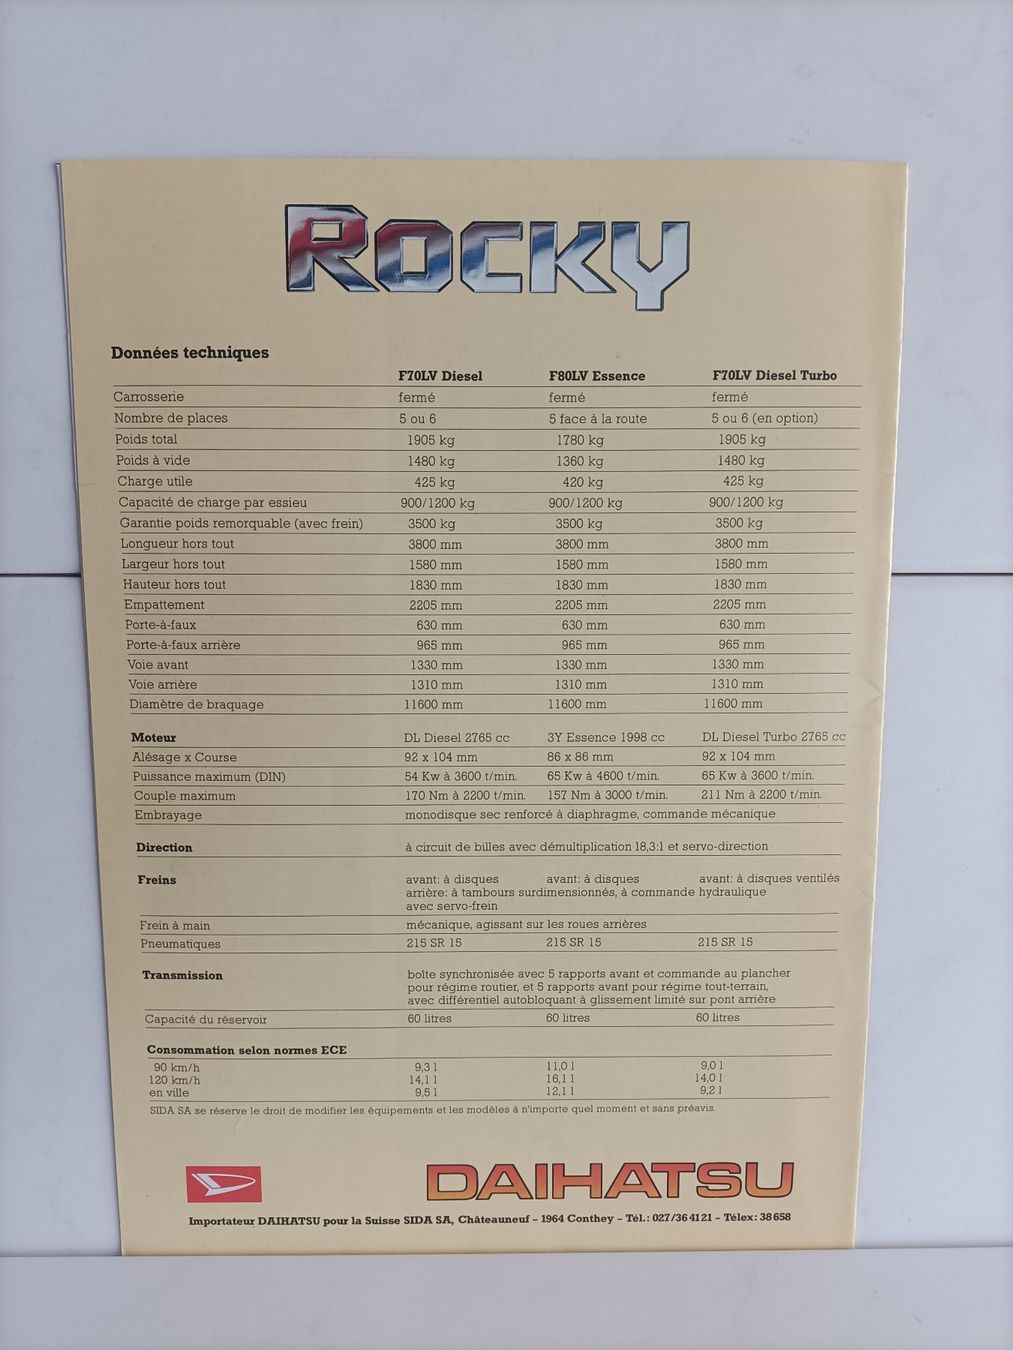 ROCKY
Données techniques
F70LV Diesel F80LV Essence F70LV Diesel Turbo
Carrosserie fermé fermé fermé
Nombre de places 5 ou 6 5 face à la route 5 ou 6 (en option)
Poids total 1905 kg 1780 kg 1905 kg
Poids à vide 1480 kg 1360 kg 1480 kg
Charge utile 425 kg 420 kg 425 kg
Capacité de charge par essieu 900/1200 kg 900/1200 kg 900/1200 kg
Garantie poids remorquable (avec frein) 3500 kg 3500 kg 3500 kg
Longueur hors tout 3800 mm 3800 mm 3800 mm
Largeur hors tout 1580 mm 1580 mm 1580 mm
Hauteur hors tout 1830 mm 1830 mm 1830 mm
Empattement 2205 mm 2205 mm 2205 mm
Porte-à-faux 630 mm 630 mm 630 mm
Porte-à-faux arrière 965 mm 965 mm 965 mm
Voie avant 1330 mm 1330 mm 1330 mm
Voie arrière 1310 mm 1310 mm 1310 mm
Diamètre de braquage 11600 mm 11600 mm 11600 mm
Moteur DL Diesel 2765 cc 3Y Essence 1998 cc DL Diesel Turbo 2765 cc
Alésage x Course 92 x 104 mm 86 x 86 mm 92 x 104 mm
Puissance maximum (DIN) 54 Kw à 3600 t/min. 65 Kw à 4600 t/min. 65 Kw à 3600 t/min.
Couple maximum 170 Nm à 2200 t/min. 157 Nm à 3000 t/min. 211 Nm à 2200 t/min.
Embrayage monodisque sec renforcé à diaphragme, commande mécanique
Direction à circuit de billes avec démultiplication 18,3:1 et servo-direction
Freins avant: à disques avant: à disques avant: à disques ventilés
arrière: à tambours surdimensionnés, à commande hydraulique
avec servo-frein
Frein à main mécanique, agissant sur les roues arrières
Pneumatiques 215 SR 15 215 SR 15 215 SR 15
Transmission boîte synchronisée avec 5 rapports avant et commande au plancher
pour régime routier, et 5 rapports avant pour régime tout-terrain,
avec différentiel autobloquant à glissement limité sur pont arrière
Capacité du réservoir 60 litres 60 litres 60 litres
Consommation selon normes ECE
90 km/h 9,3 l 11,0 l 9,0 l
120 km/h 14,1 l 16,1 l 14,0 l
en ville 9,5 l 12,1 l 9,2 l
SIDA SA se réserve le droit de modifier les équipements et les modèles à n'importe quel moment et sans préavis.
DAIHATSU
Importateur DAIHATSU pour la Suisse SIDA SA, Châteauneuf – 1964 Conthey – Tél.: 027/36 41 21 – Télex: 38 658